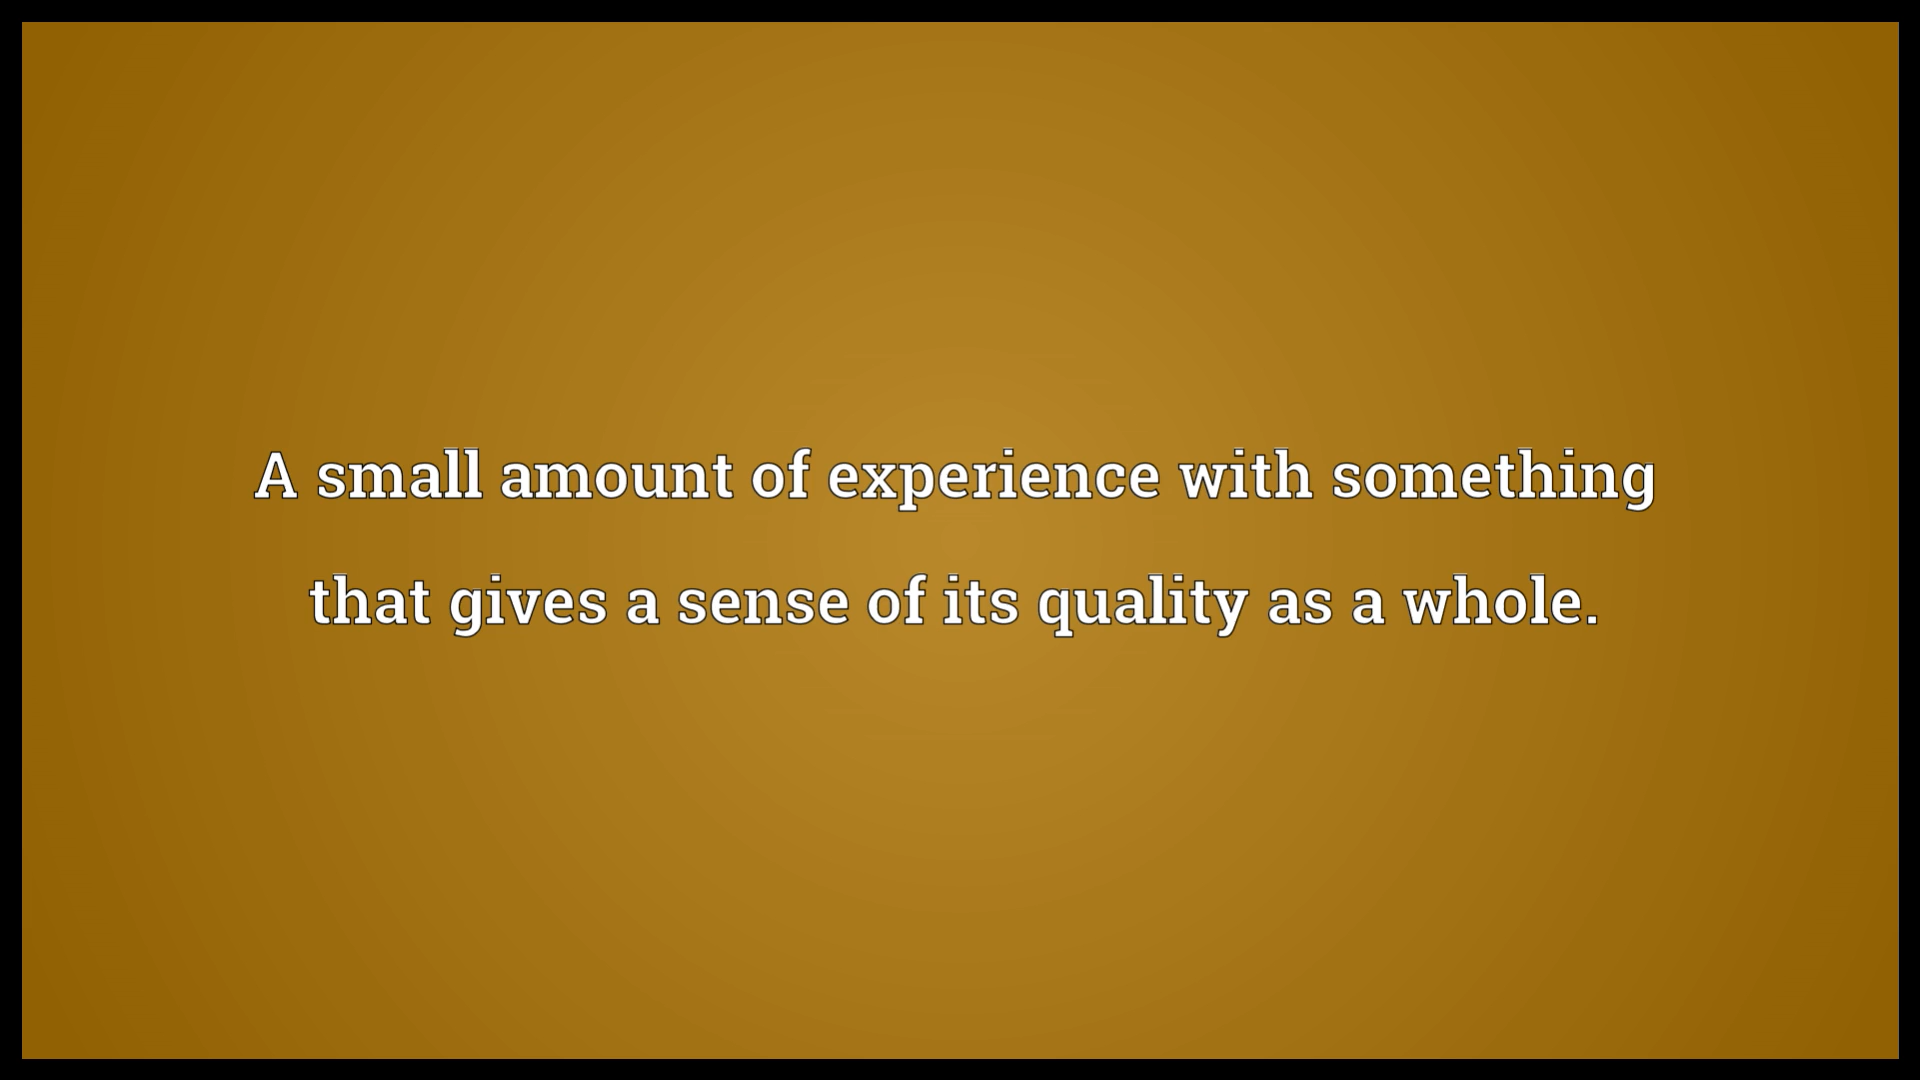 A small amount of experience with something
that gives a sense of its quality as a whole.